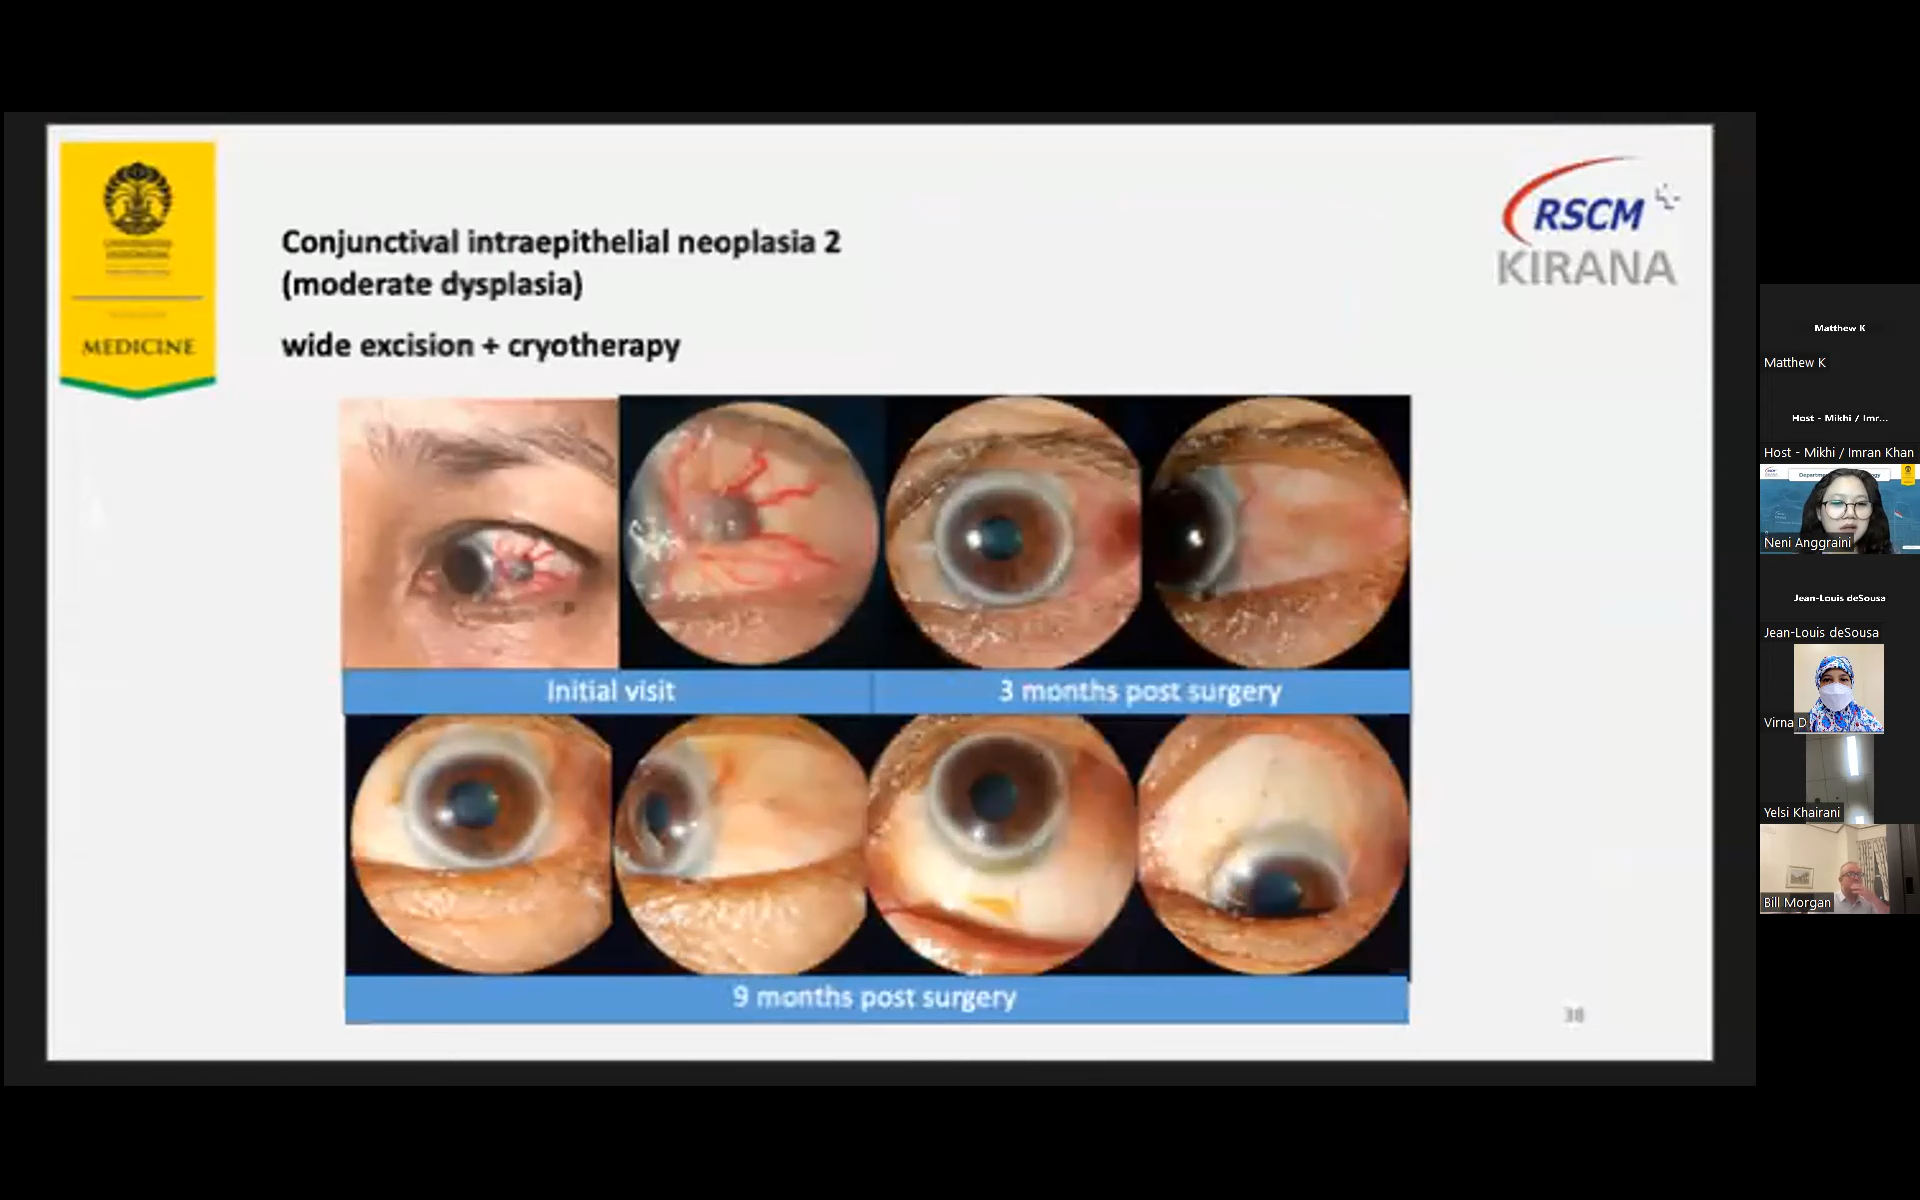 UNIVERSITAS
INDONESIA
MEDICINE
Conjunctival intraepithelial neoplasia 2
(moderate dysplasia)
wide excision + cryotherapy
RSCM
KIRANA
Initial visit
3 months post surgery
9 months post surgery
38
Matthew K
Matthew K
Host - Mikhi / Imr...
Host - Mikhi / Imran Khan
Neni Anggraini
Jean-Louis deSousa
Jean-Louis deSousa
Virna D
Yelsi Khairani
Bill Morgan